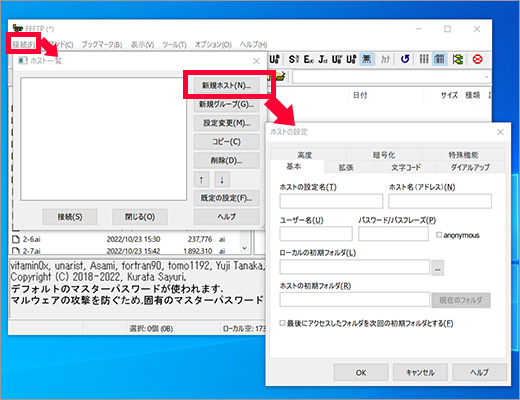 FFFTP (*)
接続(F) コマンド(C) ブックマーク(B) 表示(V) ツール(T) オプション(O) ヘルプ(H)
ホスト一覧
新規ホスト(N)...
新規グループ(G)...
設定変更(M)...
コピー(C)
削除(D)...
↑ ↓
既定の設定(F)...
接続(S) 閉じる(O) ヘルプ
日付 サイズ 種類
2-6.ai 2022/10/23 15:30 237,776 ai
2-7.ai 2022/10/23 15:42 1,892,310 ai
vitamin0x, unarist, Asami, fortran90, tomo1192, Yuji Tanaka,
Copyright (C) 2018-2022, Kurata Sayuri.
デフォルトのマスターパスワードが使われます.
マルウェアの攻撃を防ぐため,固有のマスターパスワード
選択: 0個 (0B) ローカル空: 173
ホストの設定
高度 暗号化 特殊機能
基本 拡張 文字コード ダイアルアップ
ホストの設定名(T) ホスト名(アドレス)(N)
ユーザー名(U) パスワード/パスフレーズ(P)
anonymous
ローカルの初期フォルダ(L)
...
ホストの初期フォルダ(R)
現在のフォルダ
最後にアクセスしたフォルダを次回の初期フォルダとする(F)
OK キャンセル ヘルプ